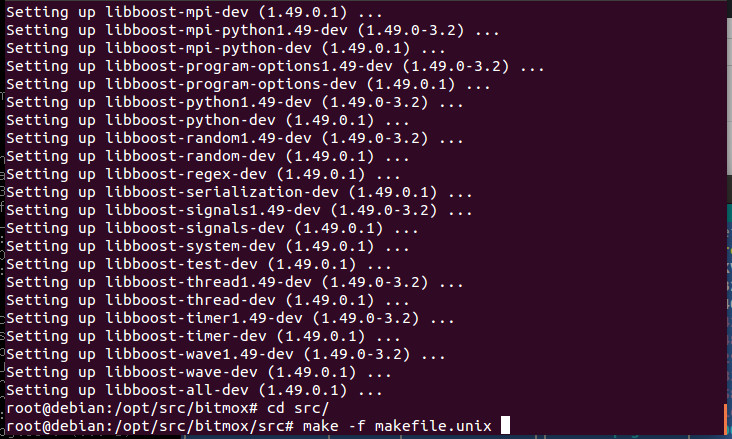 Setting up libboost-mpi-dev (1.49.0.1) ...
Setting up libboost-mpi-python1.49-dev (1.49.0-3.2) ...
Setting up libboost-mpi-python-dev (1.49.0.1) ...
Setting up libboost-program-options1.49-dev (1.49.0-3.2) ...
Setting up libboost-program-options-dev (1.49.0.1) ...
Setting up libboost-python1.49-dev (1.49.0-3.2) ...
Setting up libboost-python-dev (1.49.0.1) ...
Setting up libboost-random1.49-dev (1.49.0-3.2) ...
Setting up libboost-random-dev (1.49.0.1) ...
Setting up libboost-regex-dev (1.49.0.1) ...
Setting up libboost-serialization-dev (1.49.0.1) ...
Setting up libboost-signals1.49-dev (1.49.0-3.2) ...
Setting up libboost-signals-dev (1.49.0.1) ...
Setting up libboost-system-dev (1.49.0.1) ...
Setting up libboost-test-dev (1.49.0.1) ...
Setting up libboost-thread1.49-dev (1.49.0-3.2) ...
Setting up libboost-thread-dev (1.49.0.1) ...
Setting up libboost-timer1.49-dev (1.49.0-3.2) ...
Setting up libboost-timer-dev (1.49.0.1) ...
Setting up libboost-wave1.49-dev (1.49.0-3.2) ...
Setting up libboost-wave-dev (1.49.0.1) ...
Setting up libboost-all-dev (1.49.0.1) ...
root@debian:/opt/src/bitmox# cd src/
root@debian:/opt/src/bitmox/src# make -f makefile.unix